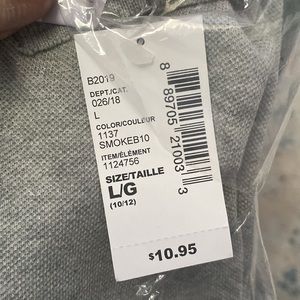 B2019
DEPT./CAT.
026/18
L
COLOR/COULEUR
1137
SMOKEB10
ITEM/ÉLÉMENT
1124756
SIZE/TAILLE
L/G
(10/12)
$10.95
8 89705 21003 3